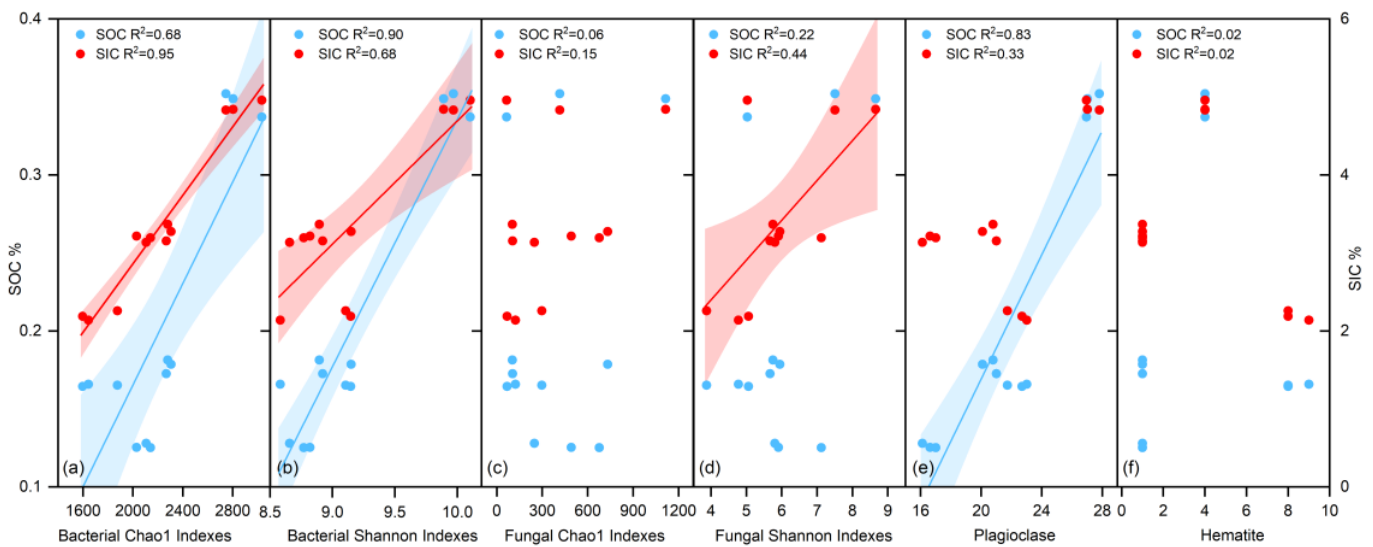 0.4
0.3
0.2
0.1
SOC %
SOC R²=0.68
SIC R²=0.95
(a)
1600 2000 2400 2800
Bacterial Chao1 Indexes
SOC R²=0.90
SIC R²=0.68
(b)
8.5 9.0 9.5 10.0
Bacterial Shannon Indexes
SOC R²=0.06
SIC R²=0.15
(c)
0 300 600 900 1200
Fungal Chao1 Indexes
SOC R²=0.22
SIC R²=0.44
(d)
4 5 6 7 8 9
Fungal Shannon Indexes
SOC R²=0.83
SIC R²=0.33
(e)
16 20 24 28
Plagioclase
SOC R²=0.02
SIC R²=0.02
(f)
0 2 4 6 8 10
Hematite
6
4
2
0
SIC %